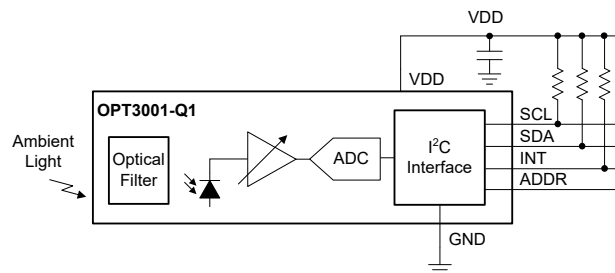 VDD
VDD
OPT3001-Q1
SCL
SDA
INT
ADDR
Ambient
Light
Optical
Filter
ADC
I²C
Interface
GND